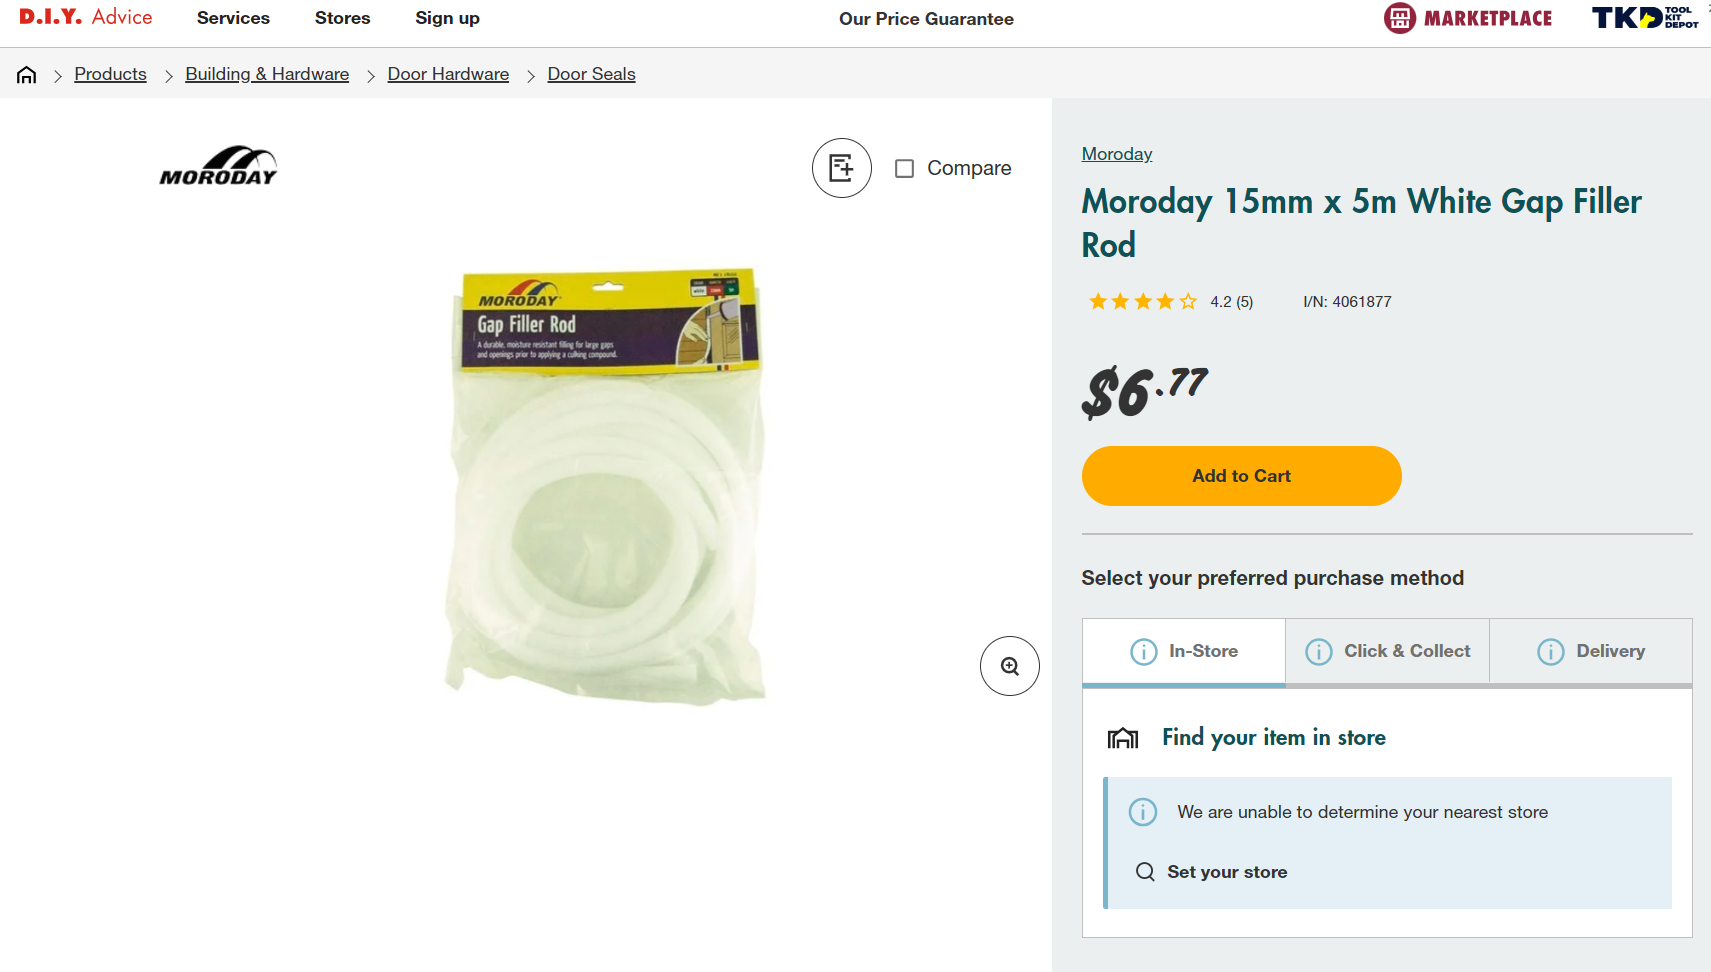 D.I.Y. Advice
Services
Stores
Sign up
Our Price Guarantee
MARKETPLACE
TKD TOOL KIT DEPOT
Products
Building & Hardware
Door Hardware
Door Seals
MORODAY
Compare
MORODAY
Gap Filler Rod
A durable, moisture resistant filling for large gaps
and openings prior to applying a culking compound.
Moroday
Moroday 15mm x 5m White Gap Filler
Rod
4.2 (5)
I/N: 4061877
$6.77
Add to Cart
Select your preferred purchase method
In-Store
Click & Collect
Delivery
Find your item in store
We are unable to determine your nearest store
Set your store